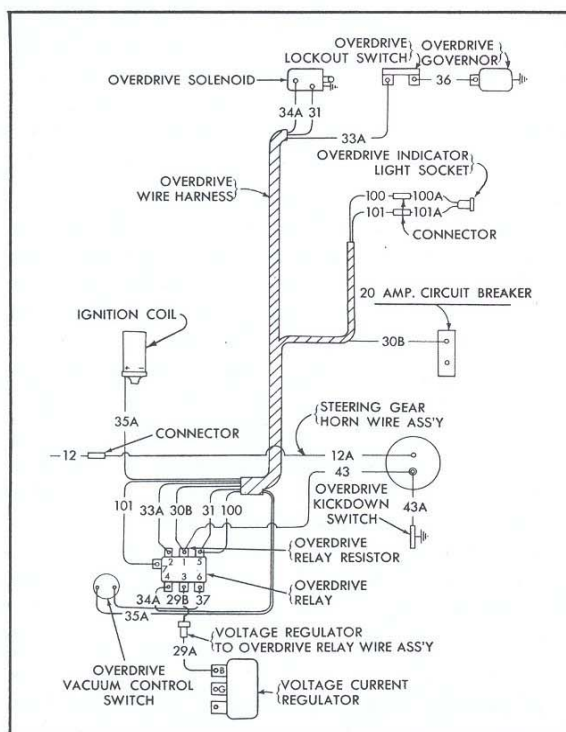 OVERDRIVE
LOCKOUT SWITCH
OVERDRIVE
GOVERNOR
OVERDRIVE SOLENOID
36
34A 31
33A
OVERDRIVE INDICATOR
LIGHT SOCKET
OVERDRIVE
WIRE HARNESS
100 100A
101 101A
CONNECTOR
20 AMP. CIRCUIT BREAKER
IGNITION COIL
30B
35A
STEERING GEAR
HORN WIRE ASS'Y
CONNECTOR
12
12A
43
OVERDRIVE
KICKDOWN
SWITCH
43A
101
33A 30B 31 100
OVERDRIVE
RELAY RESISTOR
2 1 5
7
4 3 6
OVERDRIVE
RELAY
34A 29B 37
35A
VOLTAGE REGULATOR
TO OVERDRIVE RELAY WIRE ASS'Y
29A
OVERDRIVE
VACUUM CONTROL
SWITCH
B
G
VOLTAGE CURRENT
REGULATOR